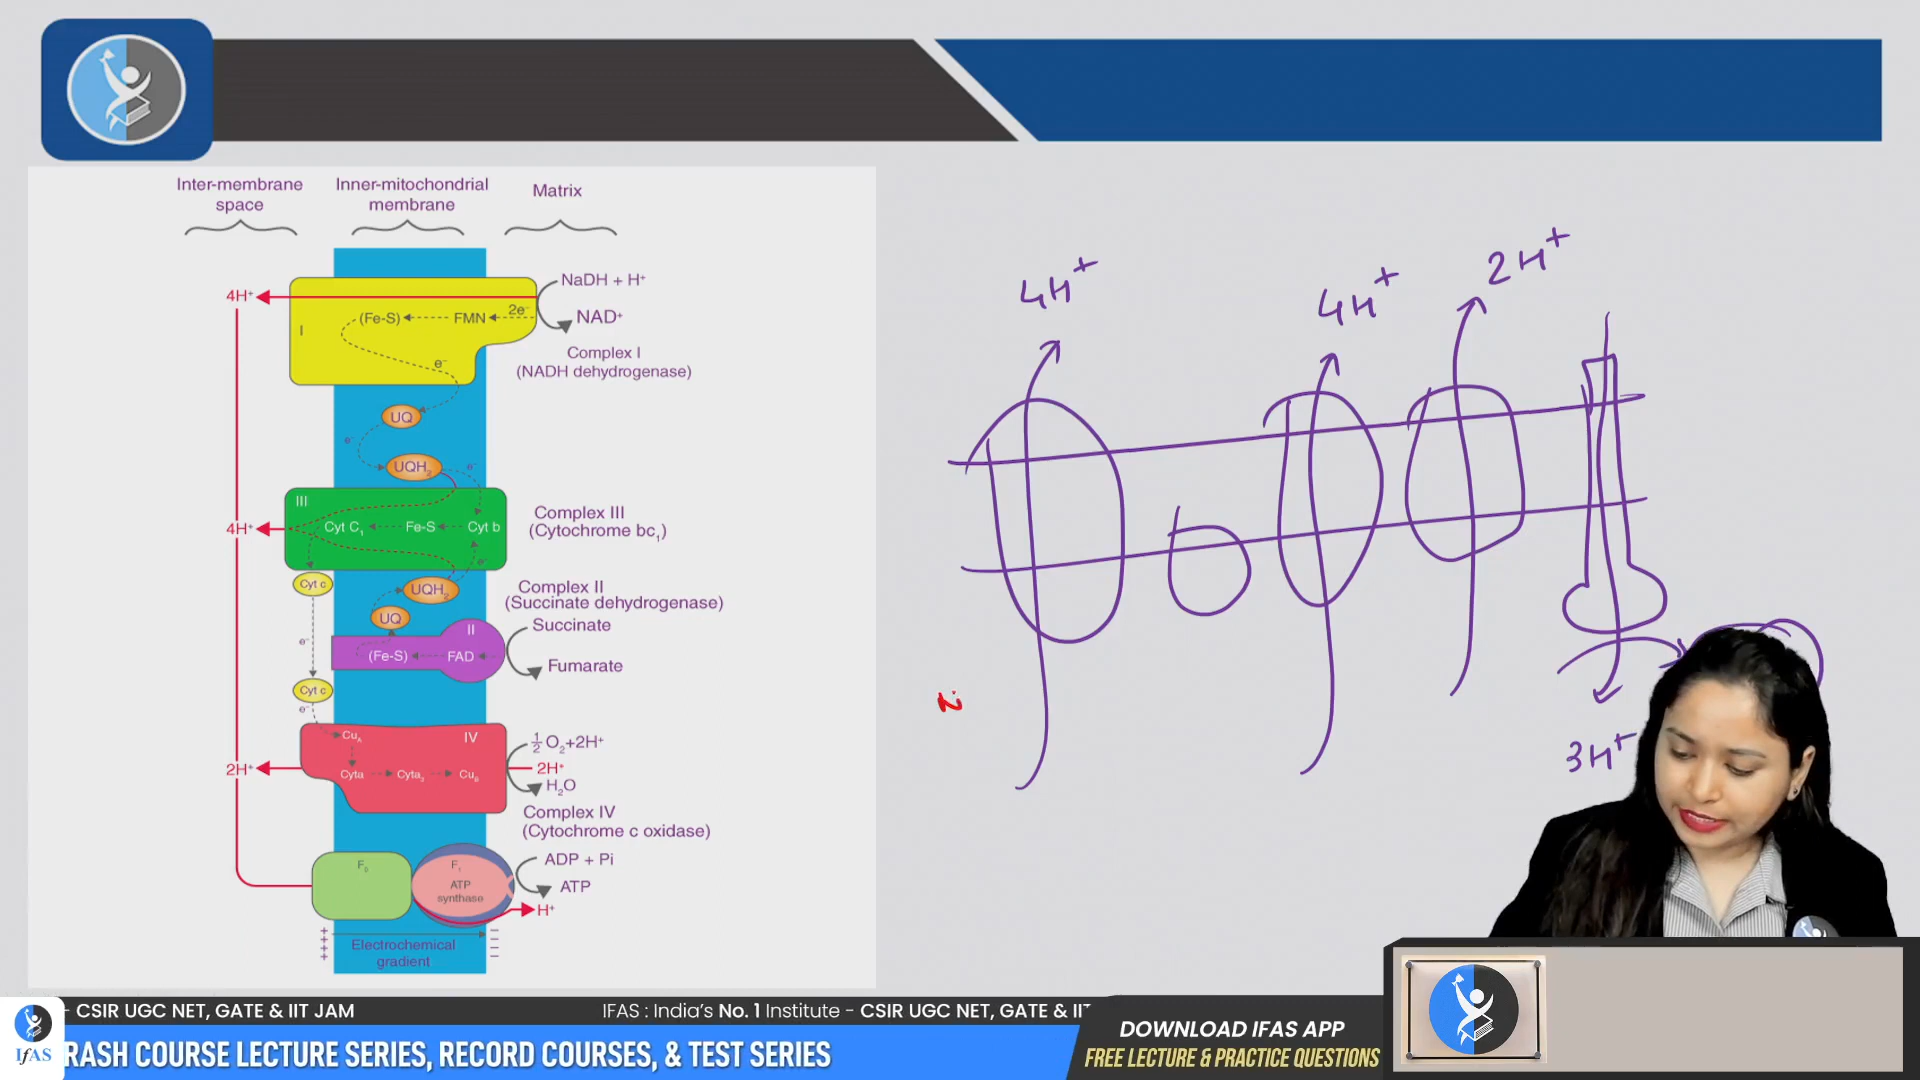 Inter-membrane
space
Inner-mitochondrial
membrane
Matrix
4H⁺
NaDH + H⁺
I
(Fe-S)
FMN
2e⁻
NAD⁺
e⁻
Complex I
(NADH dehydrogenase)
UQ
e⁻
UQH₂
e⁻
III
4H⁺
Cyt C₁
Fe-S
Cyt b
Complex III
(Cytochrome bc₁)
e⁻
Cyt c
UQH₂
Complex II
(Succinate dehydrogenase)
UQ
II
Succinate
e⁻
(Fe-S)
FAD
Fumarate
Cyt c
e⁻
Cu_A
IV
½ O₂+2H⁺
2H⁺
Cyta
Cyta₃
Cu_B
2H⁺
H₂O
Complex IV
(Cytochrome c oxidase)
F₀
F₁
ATP
synthase
ADP + Pi
ATP
H⁺
++++
Electrochemical
gradient
----
4H⁺
4H⁺
2H⁺
3H⁺
N
- CSIR UGC NET, GATE & IIT JAM
IFAS : India's No. 1 Institute - CSIR UGC NET, GATE & IIT
IfAS
RASH COURSE LECTURE SERIES, RECORD COURSES, & TEST SERIES
DOWNLOAD IFAS APP
FREE LECTURE & PRACTICE QUESTIONS